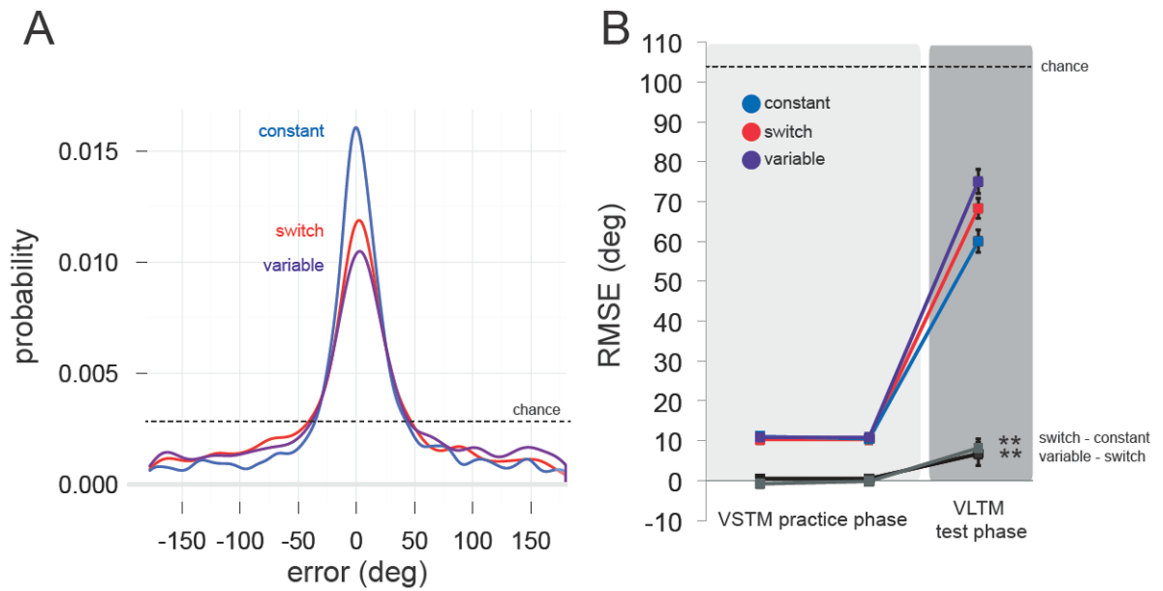 A
constant
switch
variable
chance
probability
0.015
0.010
0.005
0.000
-150 -100 -50 0 50 100 150
error (deg)
B
110
100
90
80
70
60
50
40
30
20
10
0
-10
RMSE (deg)
chance
constant
switch
variable
** switch - constant
** variable - switch
VSTM practice phase
VLTM
test phase